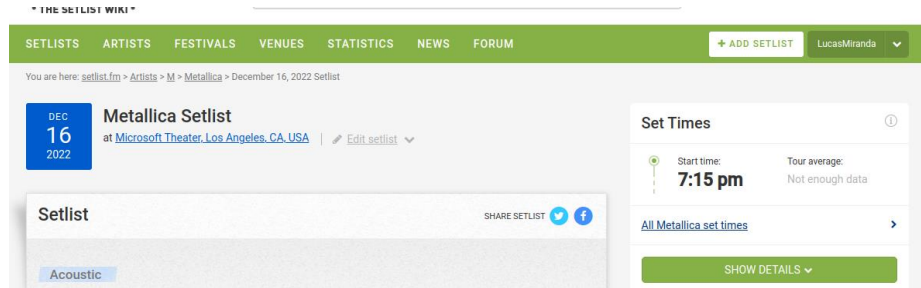 • THE SETLIST WIKI •
SETLISTS ARTISTS FESTIVALS VENUES STATISTICS NEWS FORUM
+ ADD SETLIST LucasMiranda
You are here: setlist.fm > Artists > M > Metallica > December 16, 2022 Setlist
DEC
16
2022
Metallica Setlist
at Microsoft Theater, Los Angeles, CA, USA | Edit setlist
Setlist
SHARE SETLIST
Acoustic
Set Times
Start time:
7:15 pm
Tour average:
Not enough data
All Metallica set times
SHOW DETAILS